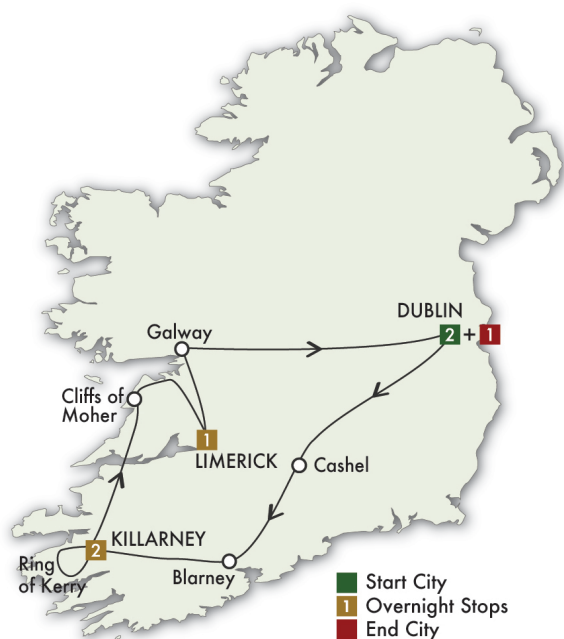 DUBLIN
2 + 1
Galway
Cliffs of
Moher
1
LIMERICK
Cashel
KILLARNEY
2
Ring
of Kerry
Blarney
Start City
1 Overnight Stops
End City